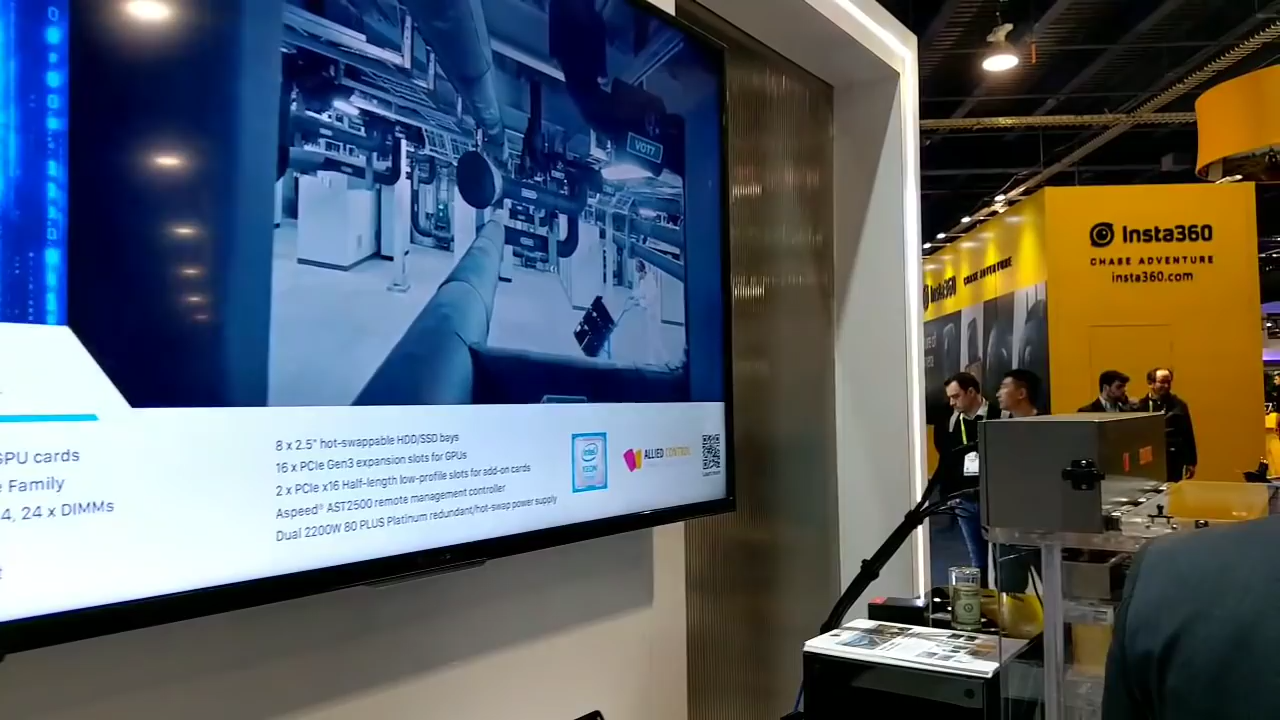 VOT7
GPU cards
Family
4, 24 x DIMMs
8 x 2.5" hot-swappable HDD/SSD bays
16 x PCIe Gen3 expansion slots for GPUs
2 x PCIe x16 Half-length low-profile slots for add-on cards
Aspeed® AST2500 remote management controller
Dual 2200W 80 PLUS Platinum redundant/hot-swap power supply
intel
XEON
ALLIED CONTROL
Insta360
CHASE ADVENTURE
Insta360
CHASE ADVENTURE
insta360.com